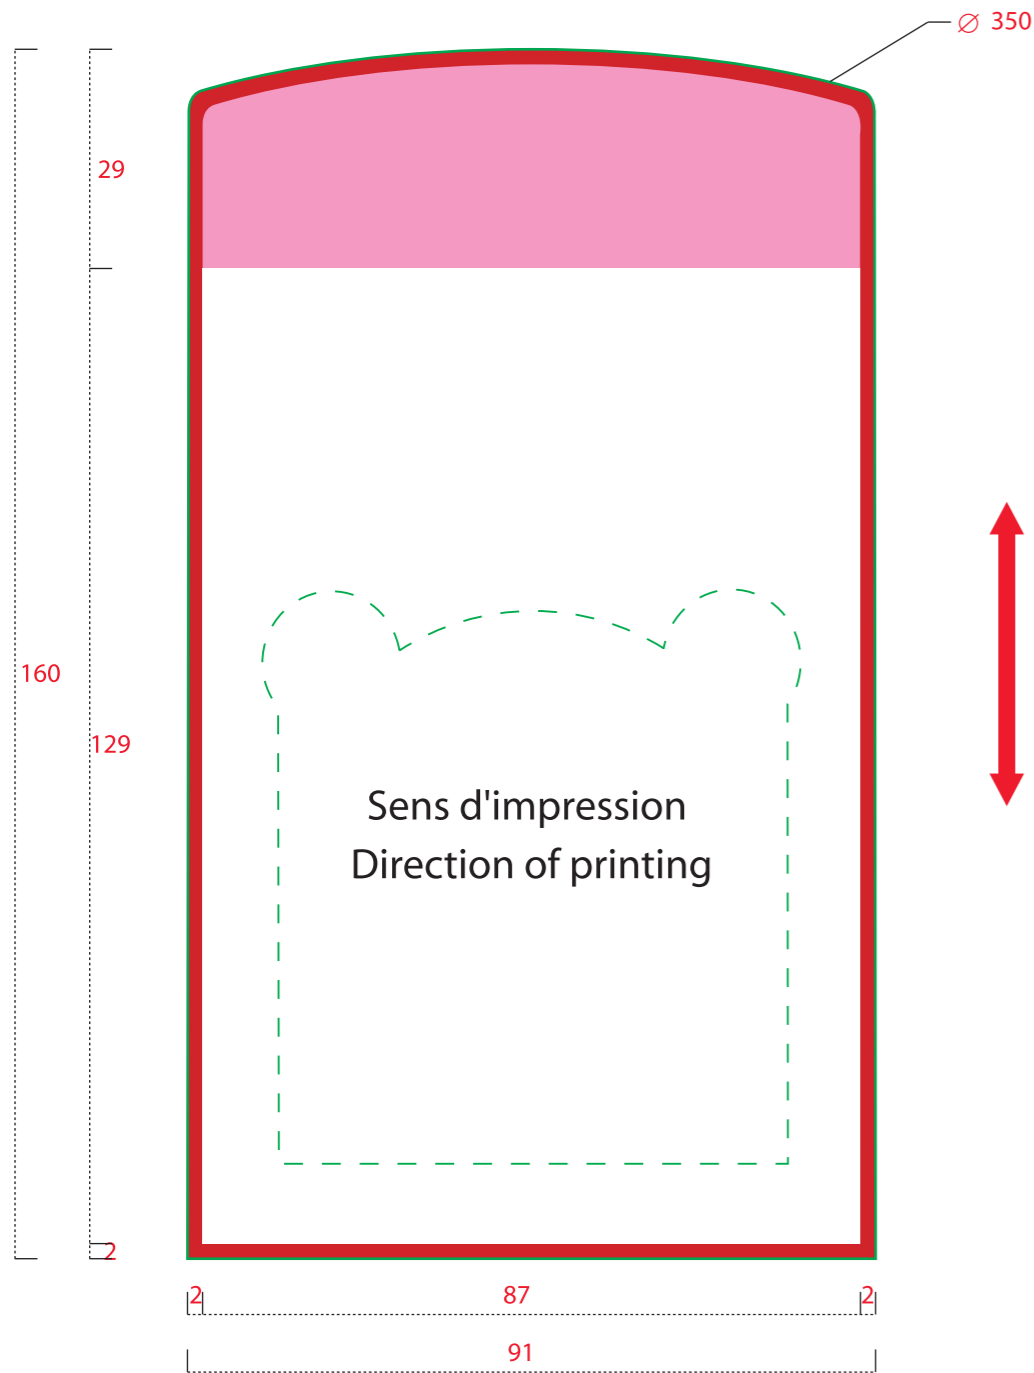 ∅ 350
29
160
129
Sens d'impression
Direction of printing
2
2 87 2
91